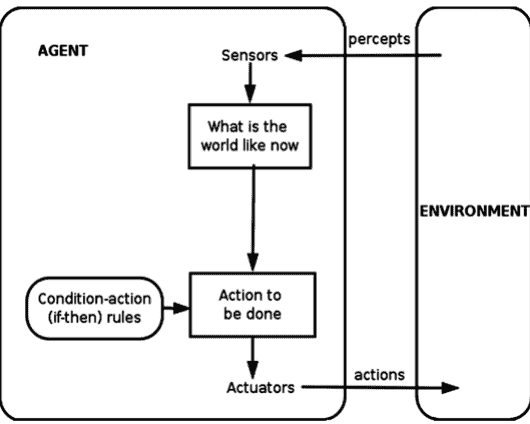 AGENT
Sensors
percepts
What is the
world like now
ENVIRONMENT
Condition-action
(if-then) rules
Action to
be done
Actuators
actions